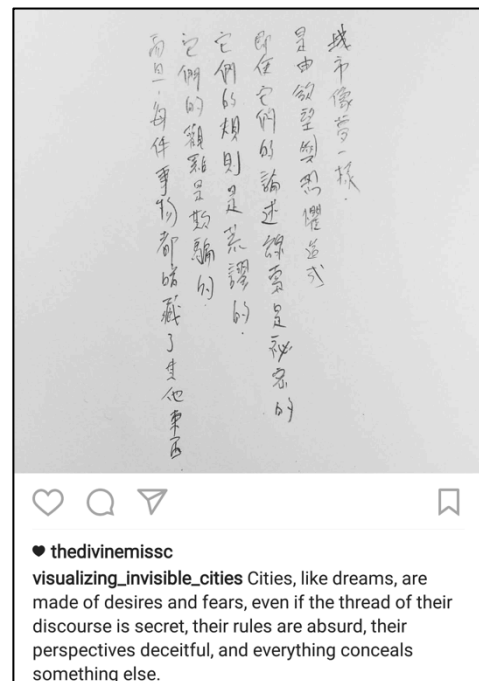 城市像夢一樣．
是由欲望與恐懼造成
即使它們的論述線索是祕密的
它們的規則是荒謬的．
它們的觀點是欺騙的．
而且，每件事物都暗藏了其他東西
thedivinemissc
visualizing_invisible_cities Cities, like dreams, are
made of desires and fears, even if the thread of their
discourse is secret, their rules are absurd, their
perspectives deceitful, and everything conceals
something else.